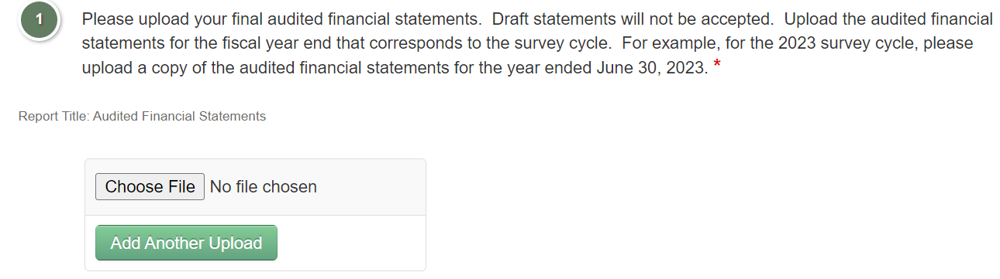 1
Please upload your final audited financial statements.  Draft statements will not be accepted.  Upload the audited financial
statements for the fiscal year end that corresponds to the survey cycle.  For example, for the 2023 survey cycle, please
upload a copy of the audited financial statements for the year ended June 30, 2023. *
Report Title: Audited Financial Statements
Choose File No file chosen
Add Another Upload